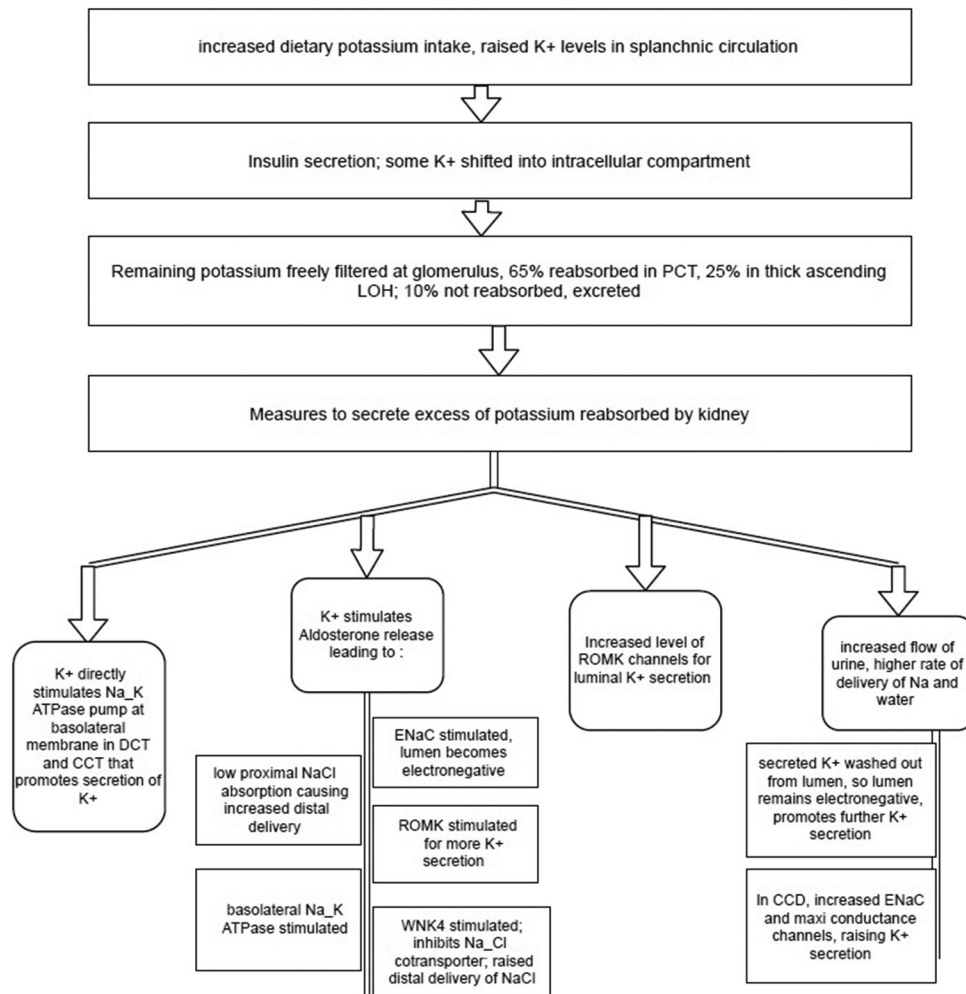 increased dietary potassium intake, raised K+ levels in splanchnic circulation
Insulin secretion; some K+ shifted into intracellular compartment
Remaining potassium freely filtered at glomerulus, 65% reabsorbed in PCT, 25% in thick ascending
LOH; 10% not reabsorbed, excreted
Measures to secrete excess of potassium reabsorbed by kidney
K+ directly
stimulates Na_K
ATPase pump at
basolateral
membrane in DCT
and CCT that
promotes secretion of
K+
K+ stimulates
Aldosterone release
leading to :
low proximal NaCl
absorption causing
increased distal
delivery
ENaC stimulated,
lumen becomes
electronegative
ROMK stimulated
for more K+
secretion
basolateral Na_K
ATPase stimulated
WNK4 stimulated;
inhibits Na_Cl
cotransporter; raised
distal delivery of NaCl
Increased level of
ROMK channels for
luminal K+ secretion
increased flow of
urine, higher rate of
delivery of Na and
water
secreted K+ washed out
from lumen, so lumen
remains electronegative,
promotes further K+
secretion
In CCD, increased ENaC
and maxi conductance
channels, raising K+
secretion